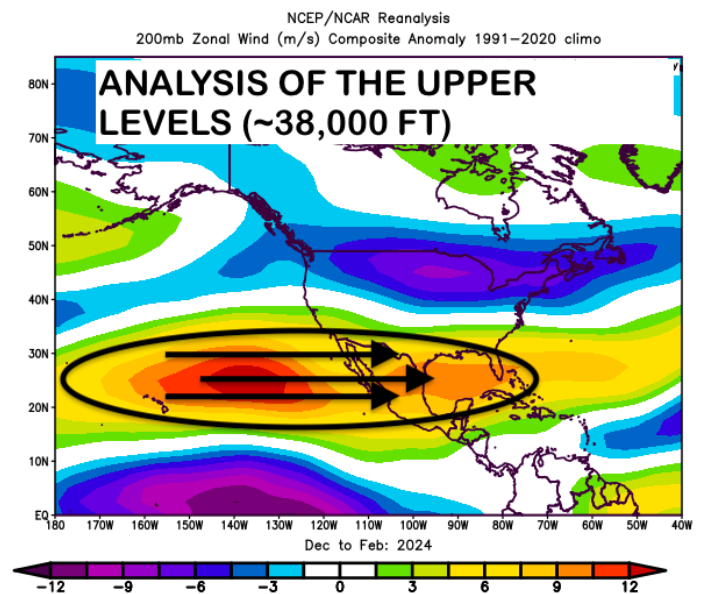 NCEP/NCAR Reanalysis
200mb Zonal Wind (m/s) Composite Anomaly 1991−2020 climo
ANALYSIS OF THE UPPER
LEVELS (~38,000 FT)
80N
70N
60N
50N
40N
30N
20N
10N
EQ
180 170W 160W 150W 140W 130W 120W 110W 100W 90W 80W 70W 60W 50W 40W
Dec to Feb: 2024
−12 −9 −6 −3 0 3 6 9 12